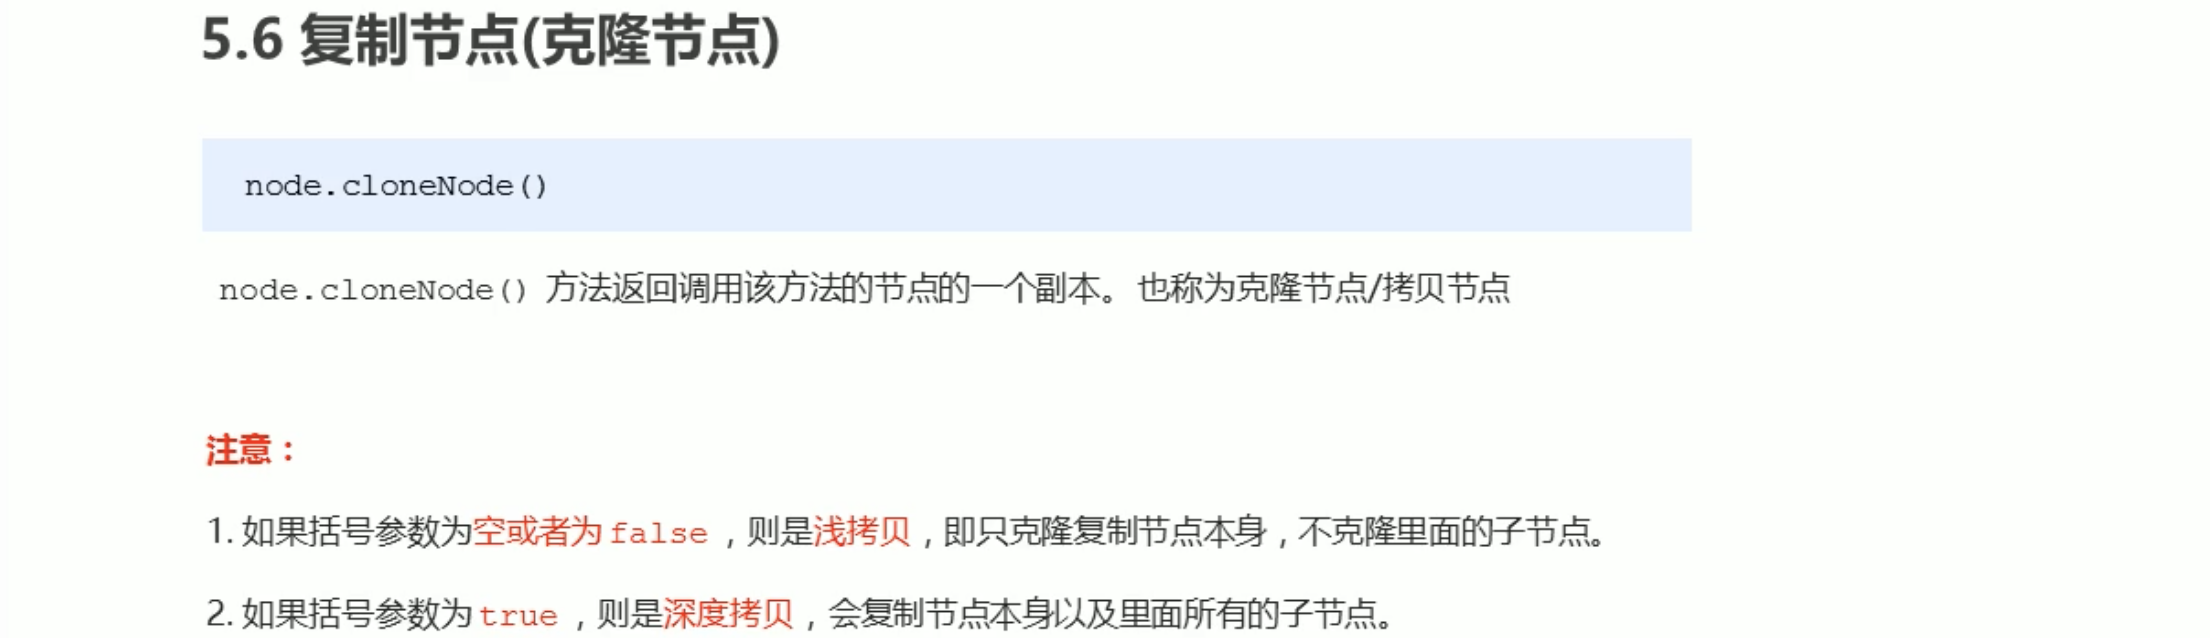 5.6 复制节点(克隆节点)
node.cloneNode()
node.cloneNode() 方法返回调用该方法的节点的一个副本。 也称为克隆节点/拷贝节点
注意：
1. 如果括号参数为空或者为 false ，则是浅拷贝，即只克隆复制节点本身，不克隆里面的子节点。
2. 如果括号参数为 true ，则是深度拷贝，会复制节点本身以及里面所有的子节点。